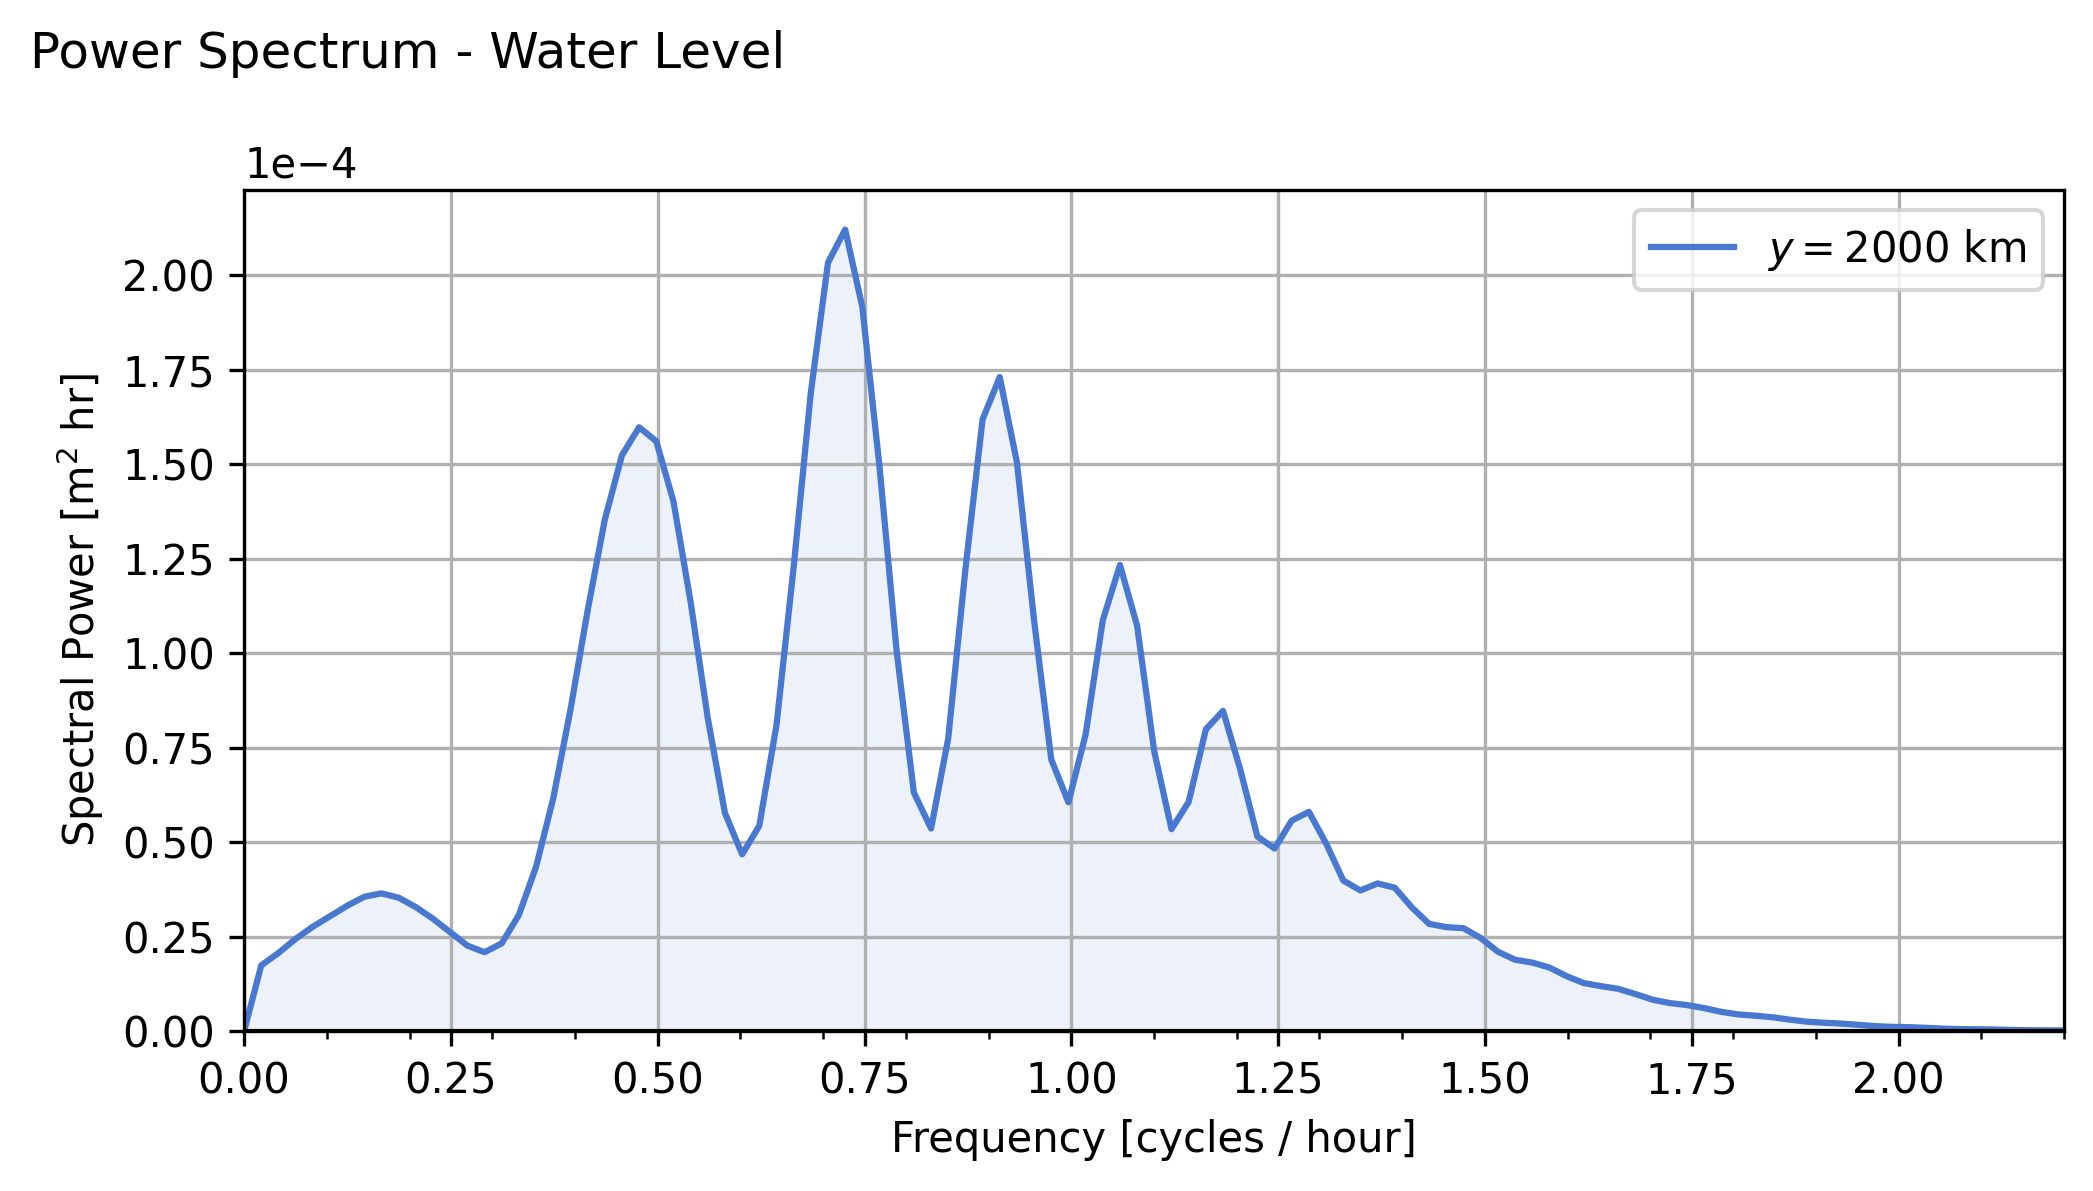 Power Spectrum - Water Level
1e−4
2.00
1.75
1.50
1.25
1.00
0.75
0.50
0.25
0.00
Spectral Power [m² hr]
y = 2000 km
0.00 0.25 0.50 0.75 1.00 1.25 1.50 1.75 2.00
Frequency [cycles / hour]